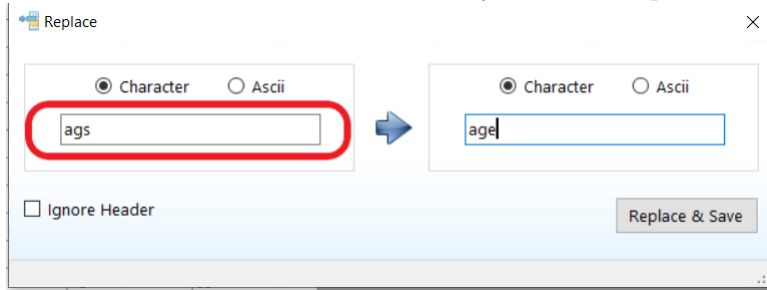 Replace
Character Ascii Character Ascii
ags age
Ignore Header
Replace & Save